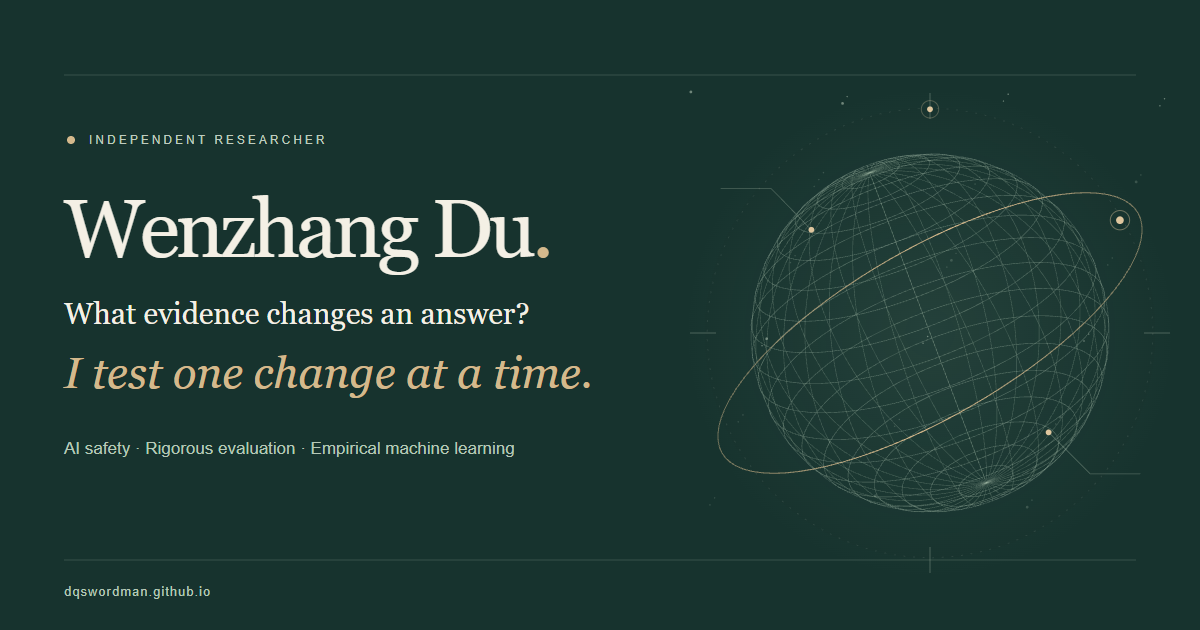 INDEPENDENT RESEARCHER
Wenzhang Du.
What evidence changes an answer?
I test one change at a time.
AI safety · Rigorous evaluation · Empirical machine learning
dqswordman.github.io